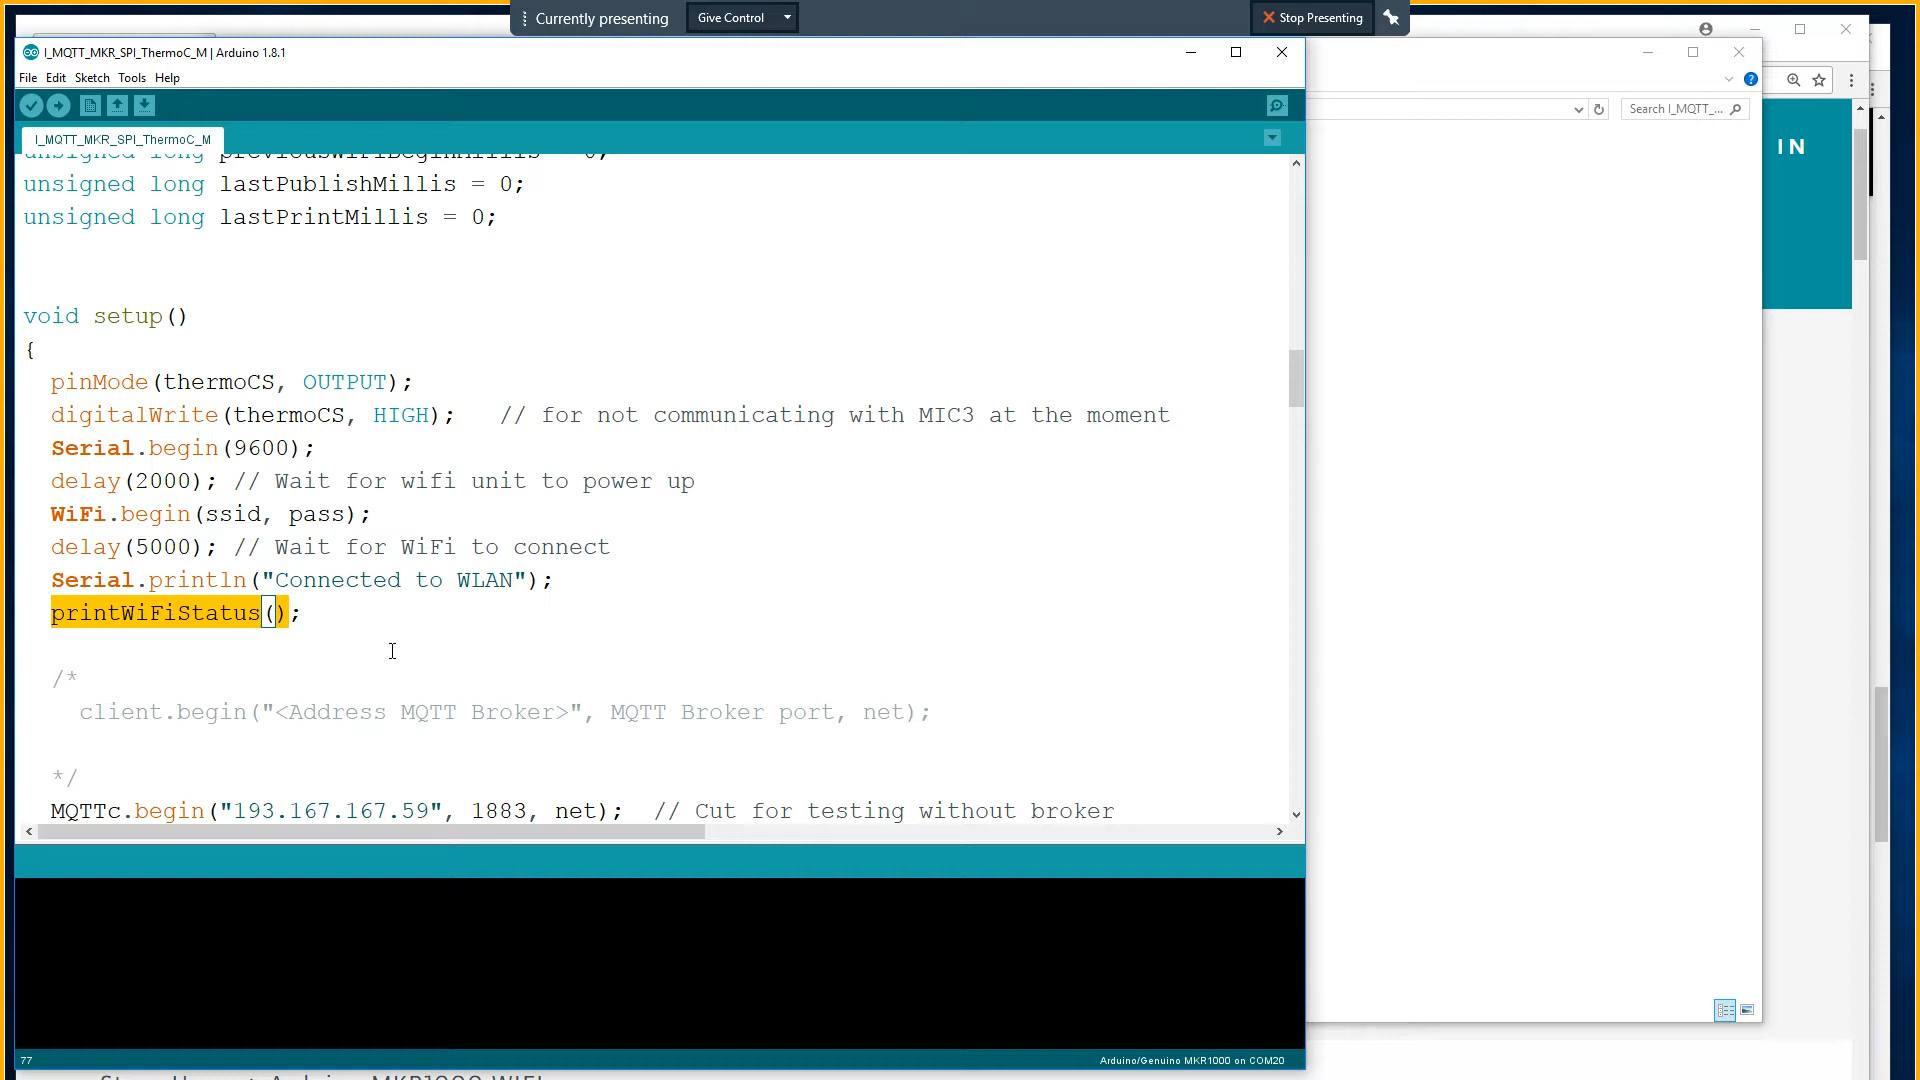 Currently presenting
Give Control
Stop Presenting
I_MQTT_MKR_SPI_ThermoC_M | Arduino 1.8.1
File Edit Sketch Tools Help
Search I_MQTT_...
I_MQTT_MKR_SPI_ThermoC_M
IN
unsigned long previousWiFiBeginMillis = 0;
unsigned long lastPublishMillis = 0;
unsigned long lastPrintMillis = 0;
void setup()
{
pinMode(thermoCS, OUTPUT);
digitalWrite(thermoCS, HIGH);   // for not communicating with MIC3 at the moment
Serial.begin(9600);
delay(2000); // Wait for wifi unit to power up
WiFi.begin(ssid, pass);
delay(5000); // Wait for WiFi to connect
Serial.println("Connected to WLAN");
printWiFiStatus();
/*
client.begin("<Address MQTT Broker>", MQTT Broker port, net);
*/
MQTTc.begin("193.167.167.59", 1883, net);  // Cut for testing without broker
77
Arduino/Genuino MKR1000 on COM20